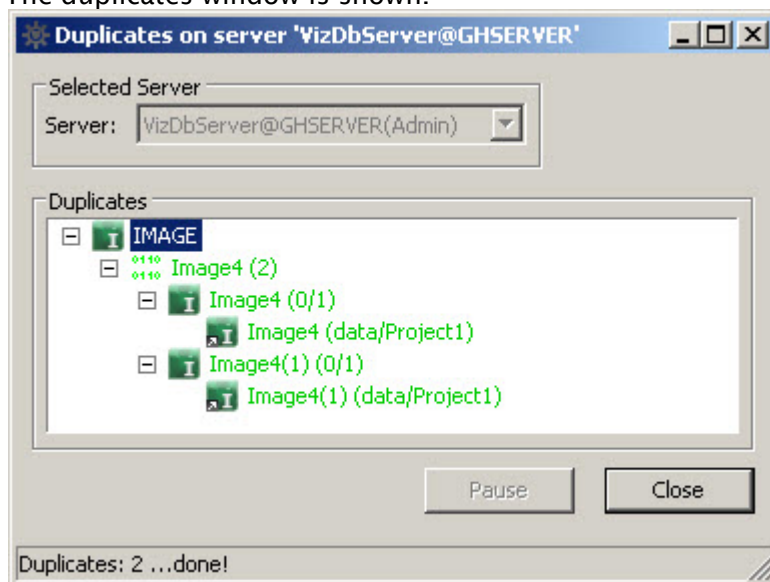 The duplicates window is shown.
Duplicates on server 'VizDbServer@GHSERVER'
Selected Server
Server: VizDbServer@GHSERVER(Admin)
Duplicates
IMAGE
Image4 (2)
Image4 (0/1)
Image4 (data/Project1)
Image4(1) (0/1)
Image4(1) (data/Project1)
Pause
Close
Duplicates: 2 ...done!